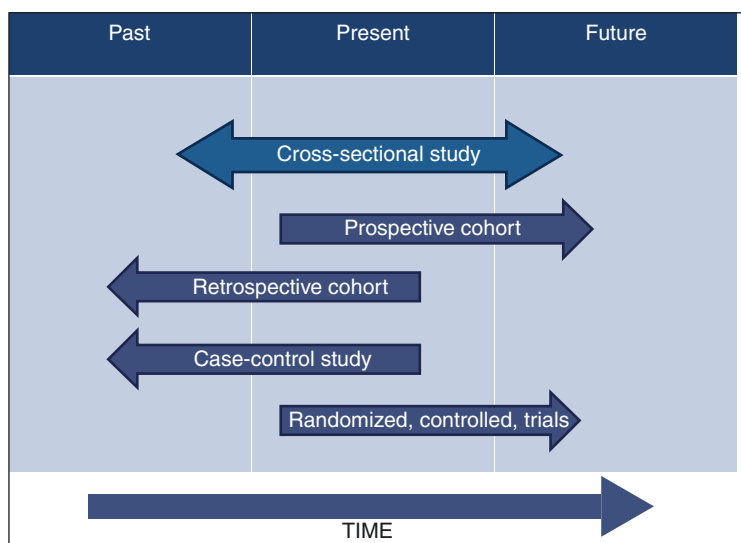 Past
Present
Future
Cross-sectional study
Prospective cohort
Retrospective cohort
Case-control study
Randomized, controlled, trials
TIME